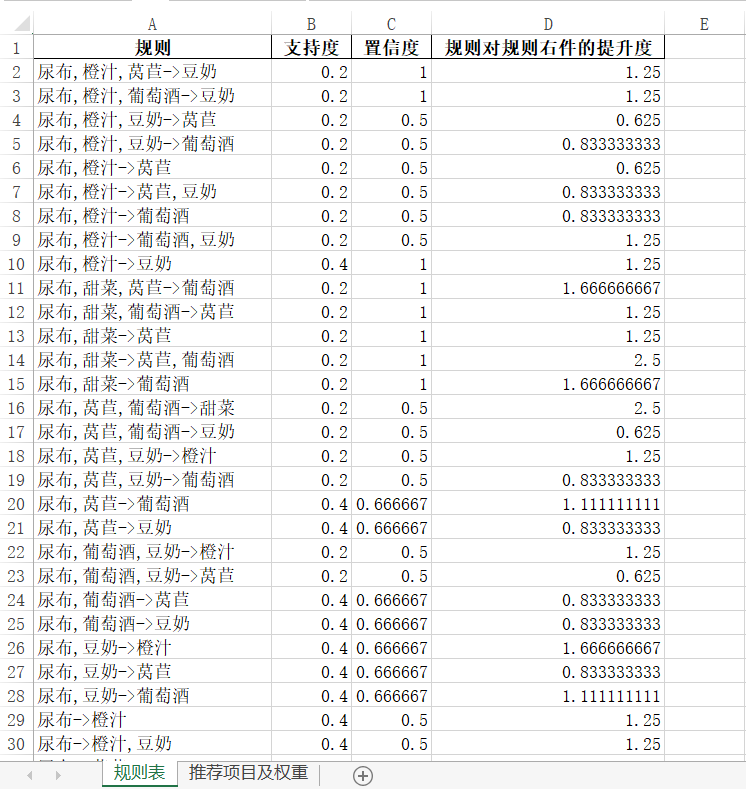 A B C D E
1 规则 支持度 置信度 规则对规则右件的提升度
2 尿布,橙汁,莴苣->豆奶 0.2 1 1.25
3 尿布,橙汁,葡萄酒->豆奶 0.2 1 1.25
4 尿布,橙汁,豆奶->莴苣 0.2 0.5 0.625
5 尿布,橙汁,豆奶->葡萄酒 0.2 0.5 0.833333333
6 尿布,橙汁->莴苣 0.2 0.5 0.625
7 尿布,橙汁->莴苣,豆奶 0.2 0.5 0.833333333
8 尿布,橙汁->葡萄酒 0.2 0.5 0.833333333
9 尿布,橙汁->葡萄酒,豆奶 0.2 0.5 1.25
10 尿布,橙汁->豆奶 0.4 1 1.25
11 尿布,甜菜,莴苣->葡萄酒 0.2 1 1.666666667
12 尿布,甜菜,葡萄酒->莴苣 0.2 1 1.25
13 尿布,甜菜->莴苣 0.2 1 1.25
14 尿布,甜菜->莴苣,葡萄酒 0.2 1 2.5
15 尿布,甜菜->葡萄酒 0.2 1 1.666666667
16 尿布,莴苣,葡萄酒->甜菜 0.2 0.5 2.5
17 尿布,莴苣,葡萄酒->豆奶 0.2 0.5 0.625
18 尿布,莴苣,豆奶->橙汁 0.2 0.5 1.25
19 尿布,莴苣,豆奶->葡萄酒 0.2 0.5 0.833333333
20 尿布,莴苣->葡萄酒 0.4 0.666667 1.111111111
21 尿布,莴苣->豆奶 0.4 0.666667 0.833333333
22 尿布,葡萄酒,豆奶->橙汁 0.2 0.5 1.25
23 尿布,葡萄酒,豆奶->莴苣 0.2 0.5 0.625
24 尿布,葡萄酒->莴苣 0.4 0.666667 0.833333333
25 尿布,葡萄酒->豆奶 0.4 0.666667 0.833333333
26 尿布,豆奶->橙汁 0.4 0.666667 1.666666667
27 尿布,豆奶->莴苣 0.4 0.666667 0.833333333
28 尿布,豆奶->葡萄酒 0.4 0.666667 1.111111111
29 尿布->橙汁 0.4 0.5 1.25
30 尿布->橙汁,豆奶 0.4 0.5 1.25
规则表 推荐项目及权重